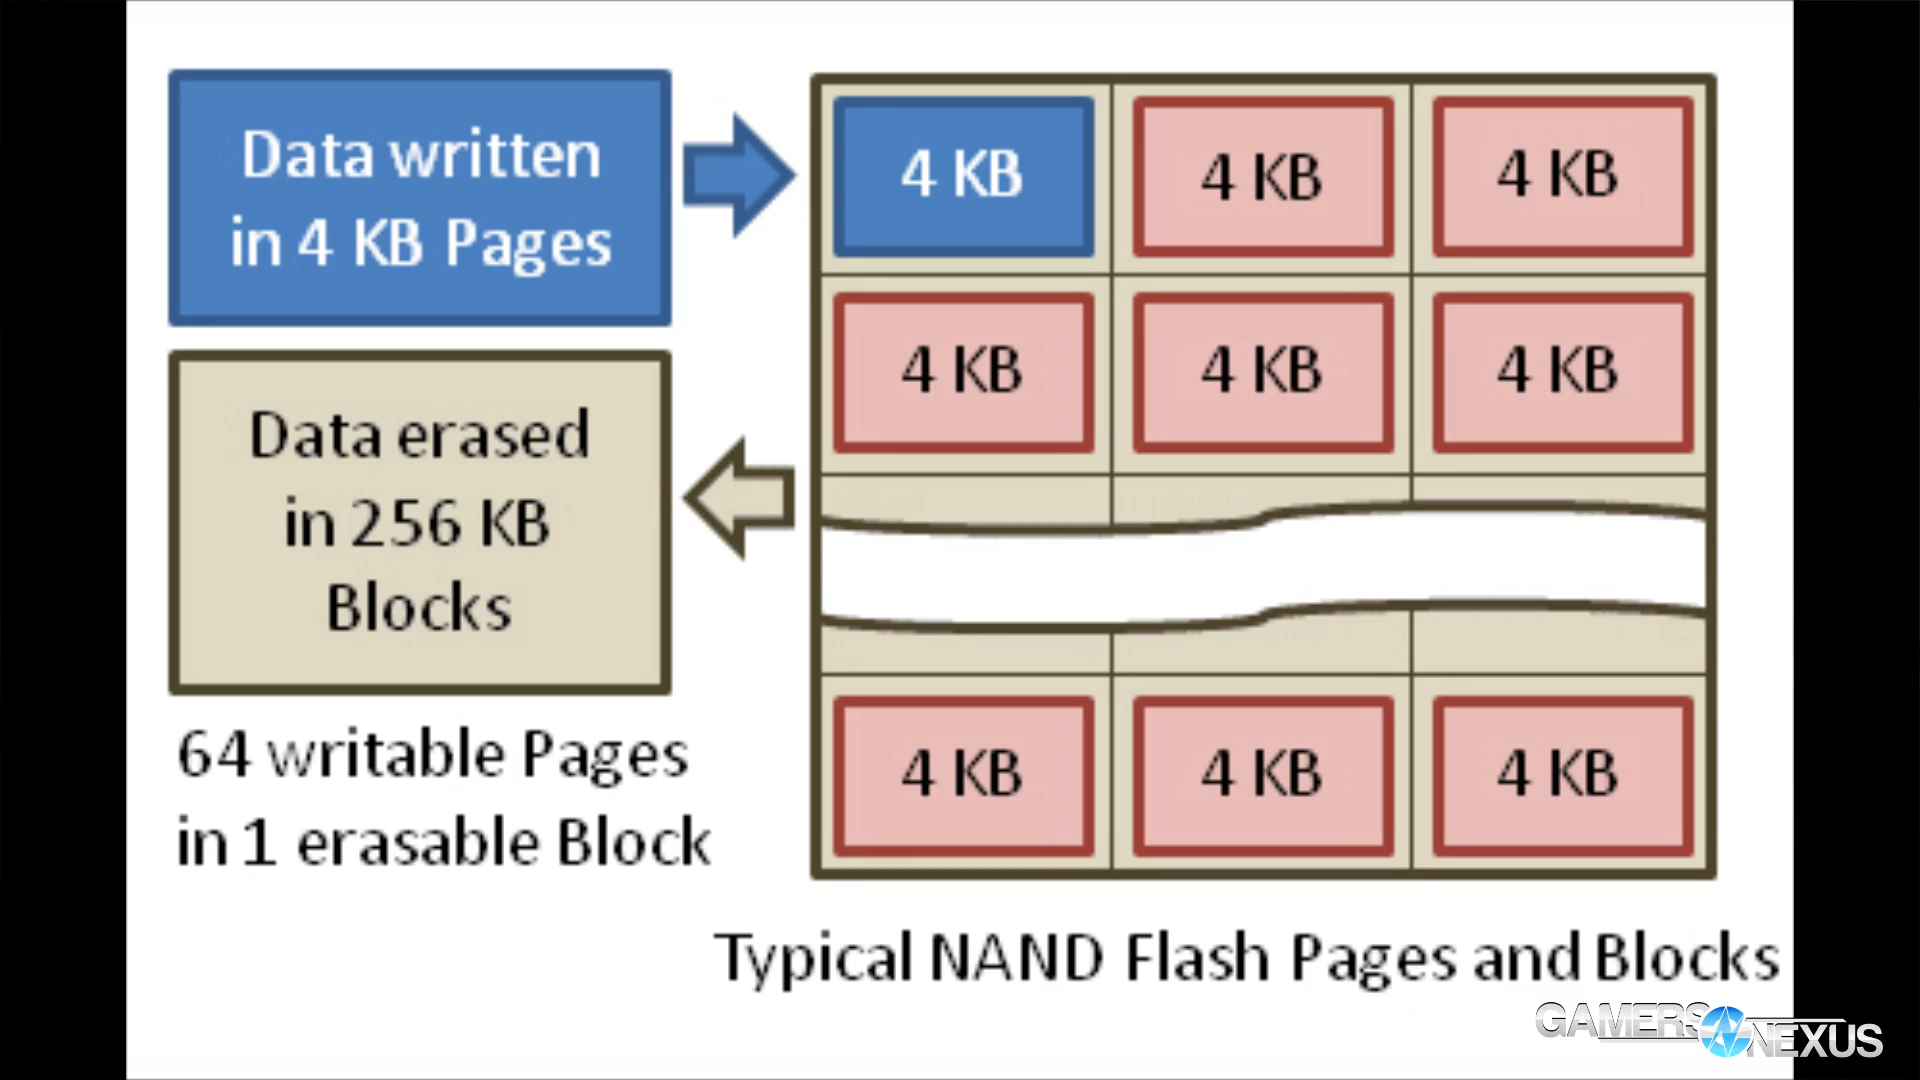 Data written
in 4 KB Pages
4 KB
4 KB
4 KB
4 KB
4 KB
4 KB
Data erased
in 256 KB
Blocks
64 writable Pages
in 1 erasable Block
4 KB
4 KB
4 KB
Typical NAND Flash Pages and Blocks
GAMERS NEXUS